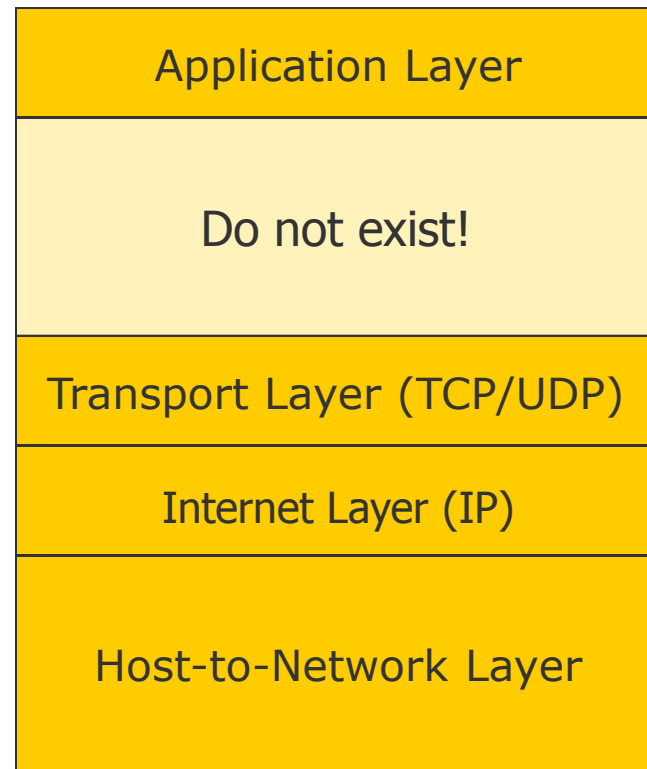 Application Layer
Do not exist!
Transport Layer (TCP/UDP)
Internet Layer (IP)
Host-to-Network Layer